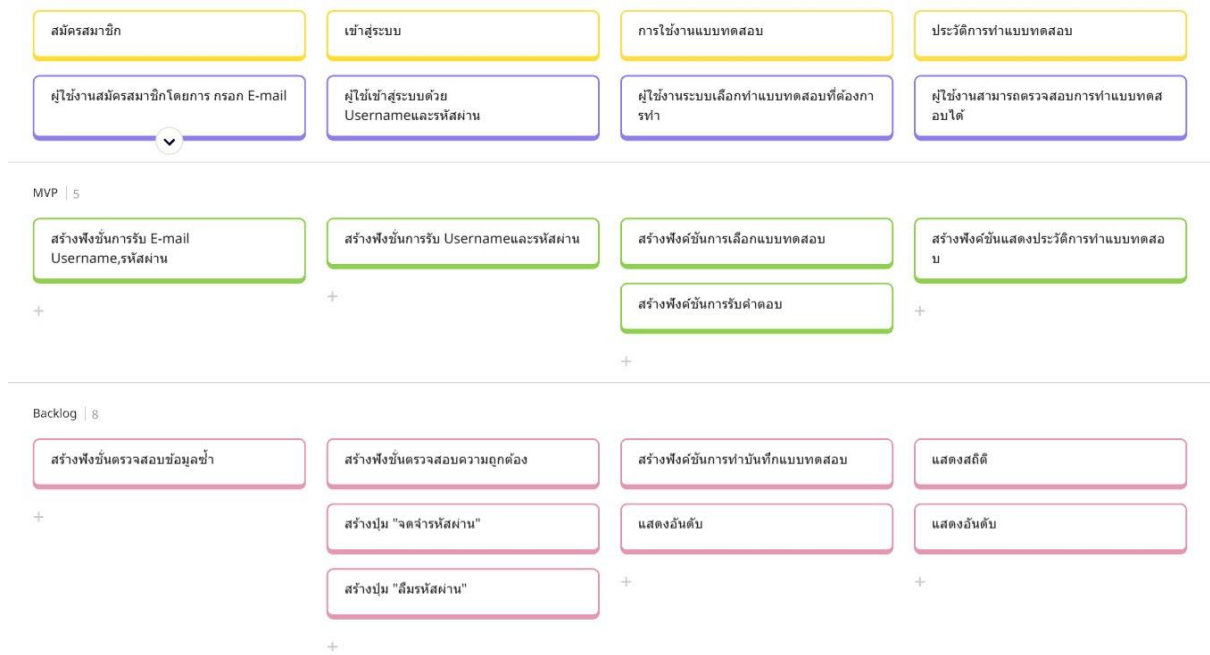 สมัครสมาชิก
เข้าสู่ระบบ
การใช้งานแบบทดสอบ
ประวัติการทำแบบทดสอบ
ผู้ใช้งานสมัครสมาชิกโดยการ กรอก E-mail
ผู้ใช้เข้าสู่ระบบด้วย
Usernameและรหัสผ่าน
ผู้ใช้งานระบบเลือกทำแบบทดสอบที่ต้องกา
รทำ
ผู้ใช้งานสามารถตรวจสอบการทำแบบทดส
อบได้
MVP 5
สร้างฟังชั่นการรับ E-mail
Username,รหัสผ่าน
สร้างฟังชั่นการรับ Usernameและรหัสผ่าน
สร้างฟังค์ชันการเลือกแบบทดสอบ
สร้างฟังค์ชันการรับคำตอบ
สร้างฟังค์ชันแสดงประวัติการทำแบบทดสอ
บ
Backlog 8
สร้างฟังชั่นตรวจสอบข้อมูลซ้ำ
สร้างฟังชั่นตรวจสอบความถูกต้อง
สร้างปุ่ม "จดจำรหัสผ่าน"
สร้างปุ่ม "ลืมรหัสผ่าน"
สร้างฟังค์ชันการทำบันทึกแบบทดสอบ
แสดงอันดับ
แสดงสถิติ
แสดงอันดับ